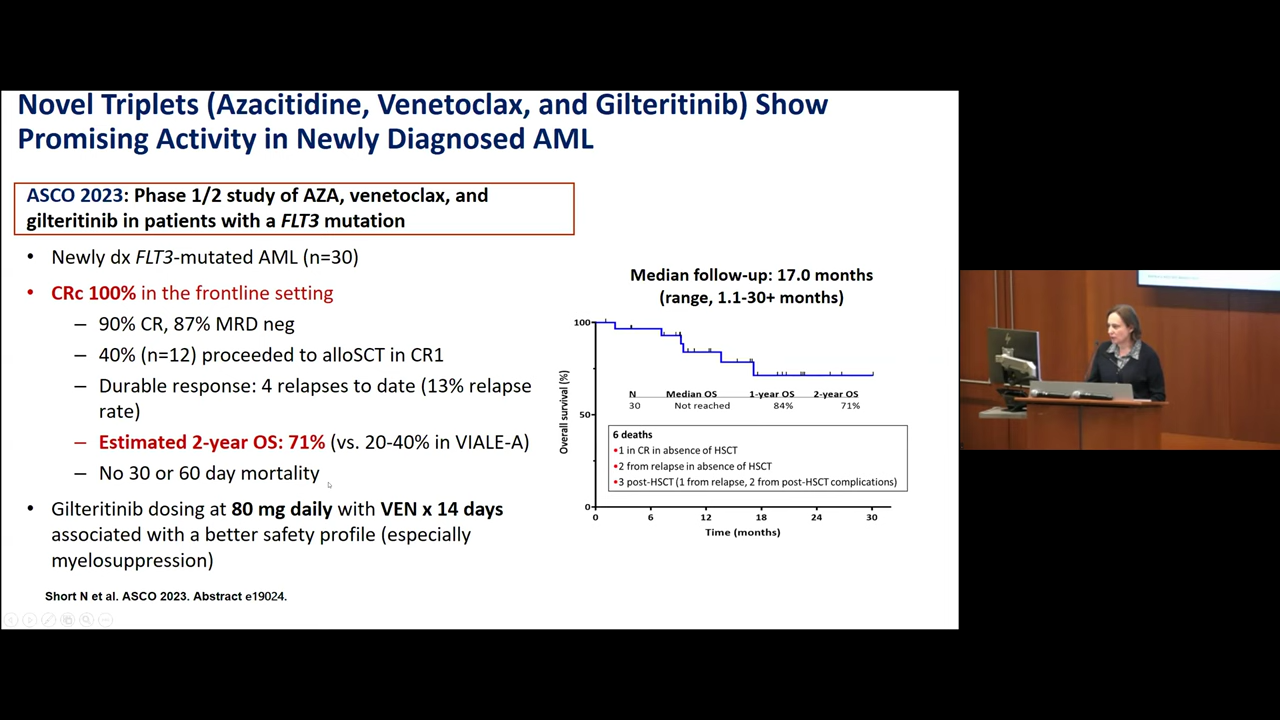 Novel Triplets (Azacitidine, Venetoclax, and Gilteritinib) Show
Promising Activity in Newly Diagnosed AML
ASCO 2023: Phase 1/2 study of AZA, venetoclax, and
gilteritinib in patients with a FLT3 mutation
• Newly dx FLT3-mutated AML (n=30)
• CRc 100% in the frontline setting
– 90% CR, 87% MRD neg
– 40% (n=12) proceeded to alloSCT in CR1
– Durable response: 4 relapses to date (13% relapse
rate)
– Estimated 2-year OS: 71% (vs. 20-40% in VIALE-A)
– No 30 or 60 day mortality
• Gilteritinib dosing at 80 mg daily with VEN x 14 days
associated with a better safety profile (especially
myelosuppression)
Short N et al. ASCO 2023. Abstract e19024.
Median follow-up: 17.0 months
(range, 1.1-30+ months)
100
50
0
Overall survival (%)
N Median OS 1-year OS 2-year OS
30 Not reached 84% 71%
6 deaths
•1 in CR in absence of HSCT
•2 from relapse in absence of HSCT
•3 post-HSCT (1 from relapse, 2 from post-HSCT complications)
0 6 12 18 24 30
Time (months)